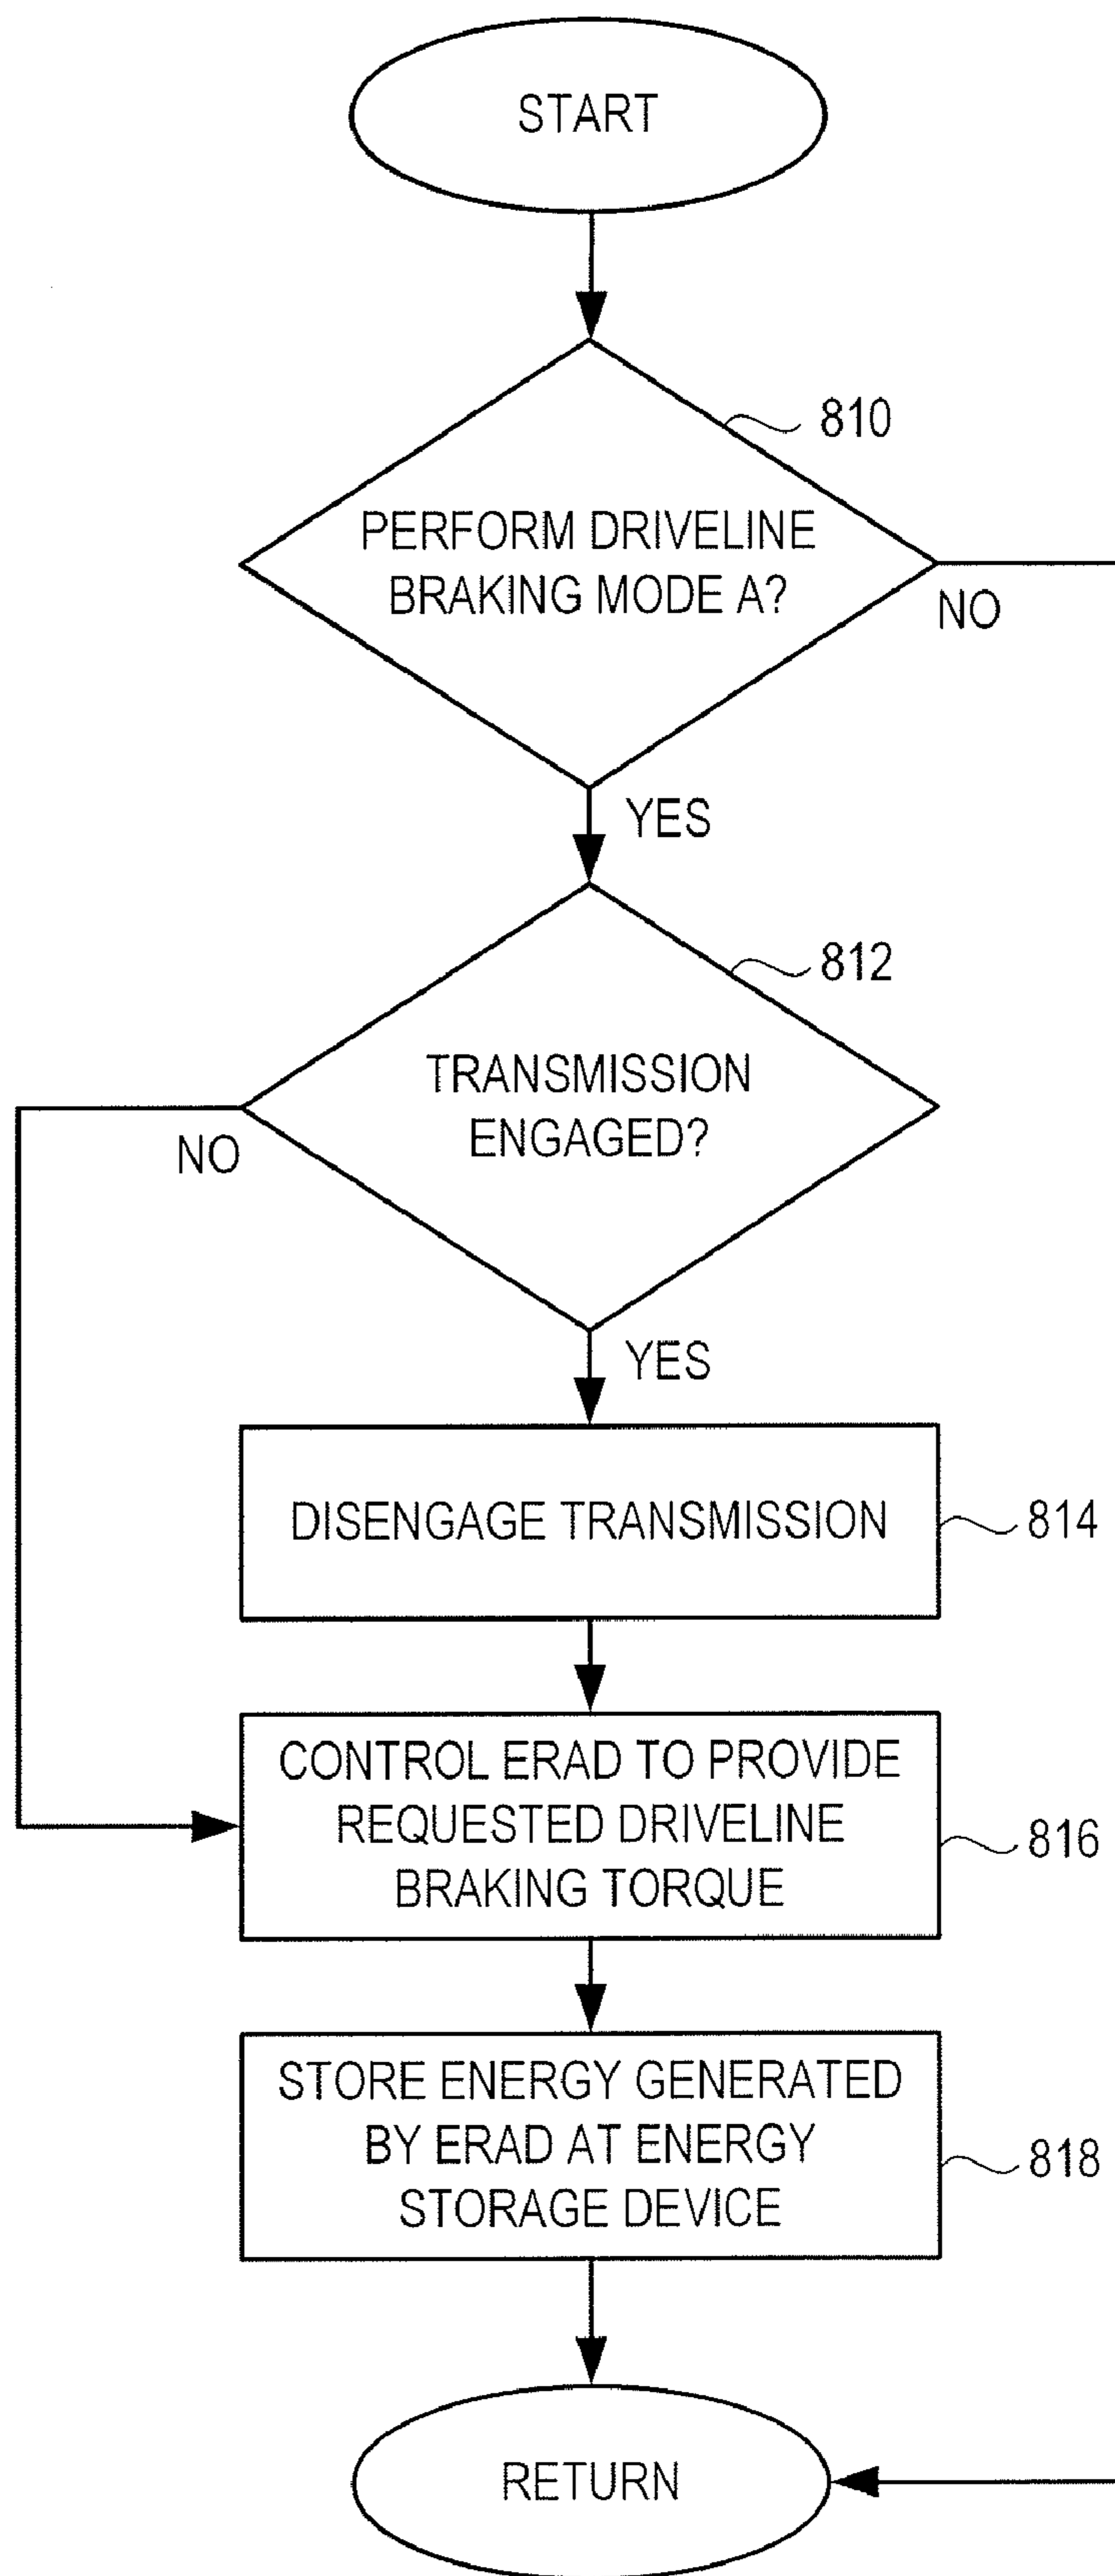 START
810
PERFORM DRIVELINE
BRAKING MODE A?
NO
YES
812
TRANSMISSION
ENGAGED?
NO
YES
DISENGAGE TRANSMISSION
814
CONTROL ERAD TO PROVIDE
REQUESTED DRIVELINE
BRAKING TORQUE
816
STORE ENERGY GENERATED
BY ERAD AT ENERGY
STORAGE DEVICE
818
RETURN